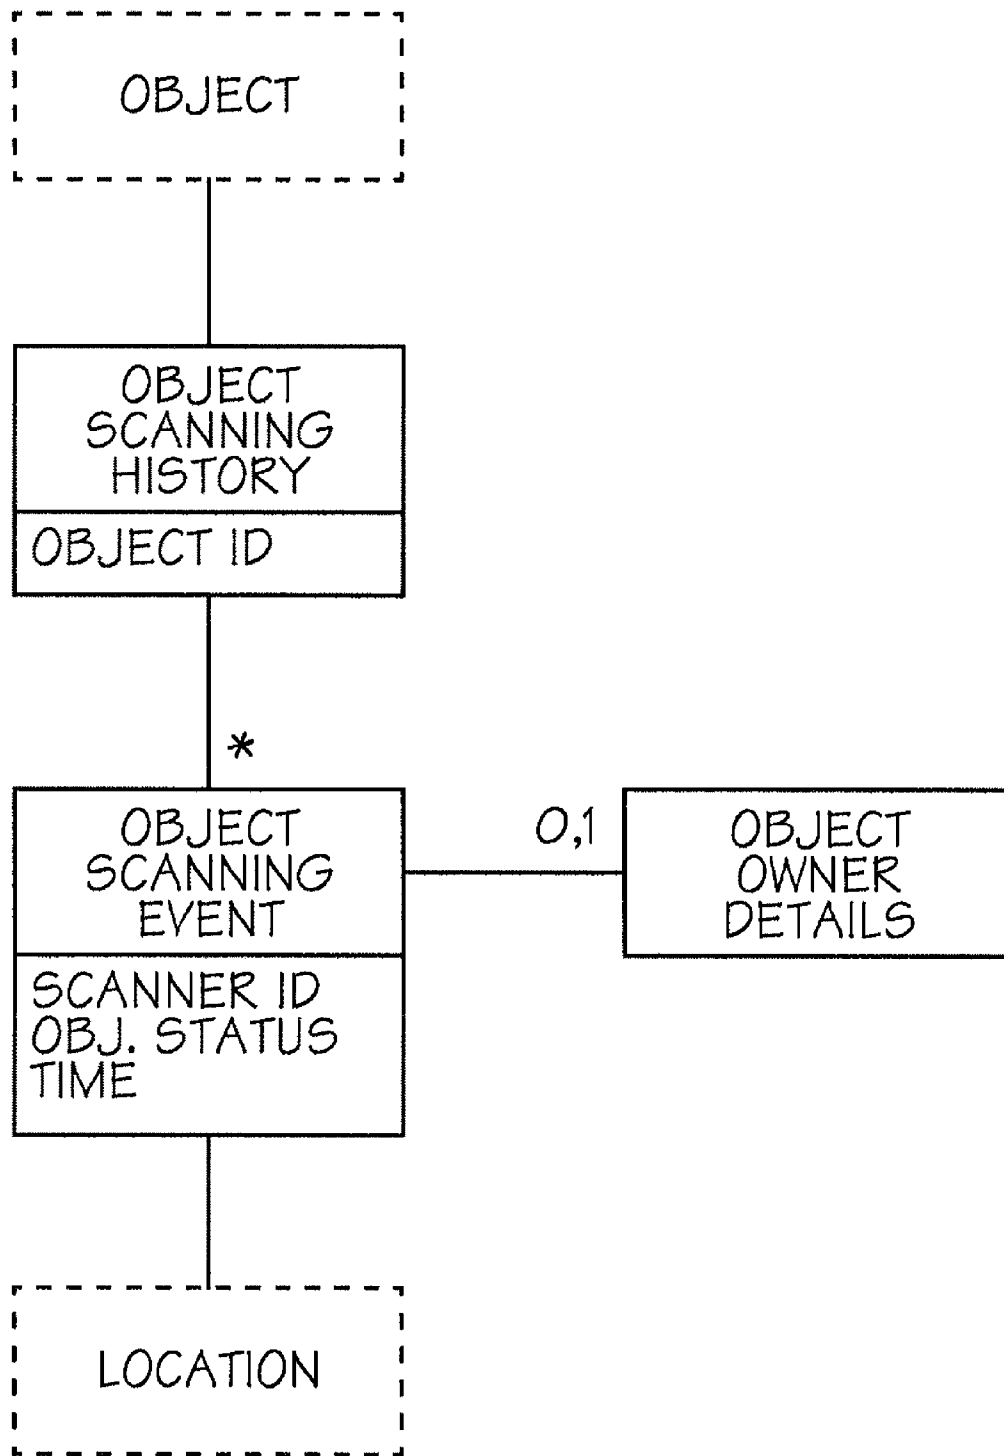 OBJECT
OBJECT
SCANNING
HISTORY
OBJECT ID
*
OBJECT
SCANNING
EVENT
0,1
OBJECT
OWNER
DETAILS
SCANNER ID
OBJ. STATUS
TIME
LOCATION